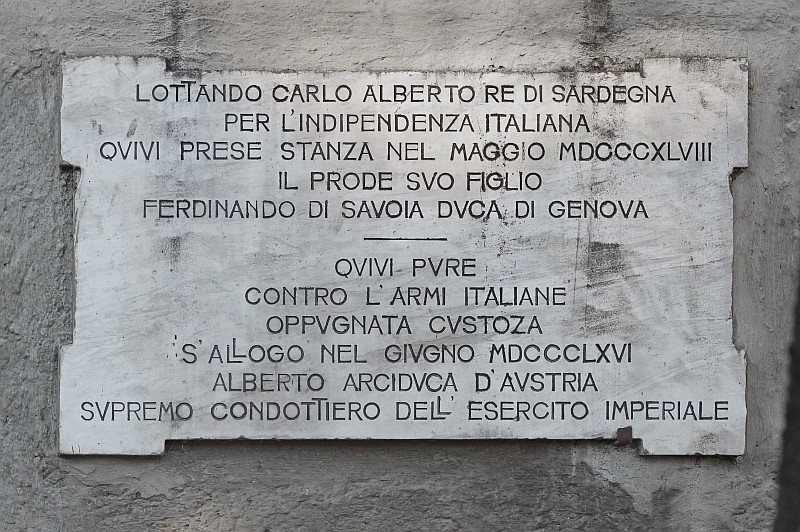 LOTTANDO CARLO ALBERTO RE DI SARDEGNA
PER L'INDIPENDENZA ITALIANA
QVIVI PRESE STANZA NEL MAGGIO MDCCCXLVIII
IL PRODE SVO FIGLIO
FERDINANDO DI SAVOIA DVCA DI GENOVA
QVIVI PVRE
CONTRO L'ARMI ITALIANE
OPPVGNATA CVSTOZA
S'ALLOGO NEL GIVGNO MDCCCLXVI
ALBERTO ARCIDVCA D'AVSTRIA
SVPREMO CONDOTTIERO DELL' ESERCITO IMPERIALE